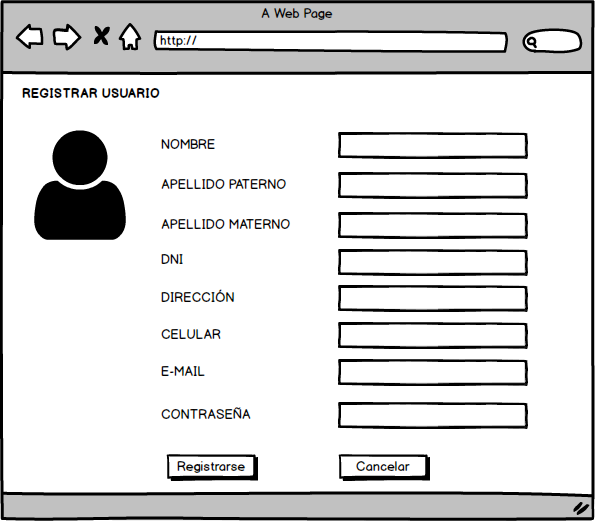 A Web Page
http://
REGISTRAR USUARIO
NOMBRE
APELLIDO PATERNO
APELLIDO MATERNO
DNI
DIRECCIÓN
CELULAR
E-MAIL
CONTRASEÑA
Registrarse Cancelar